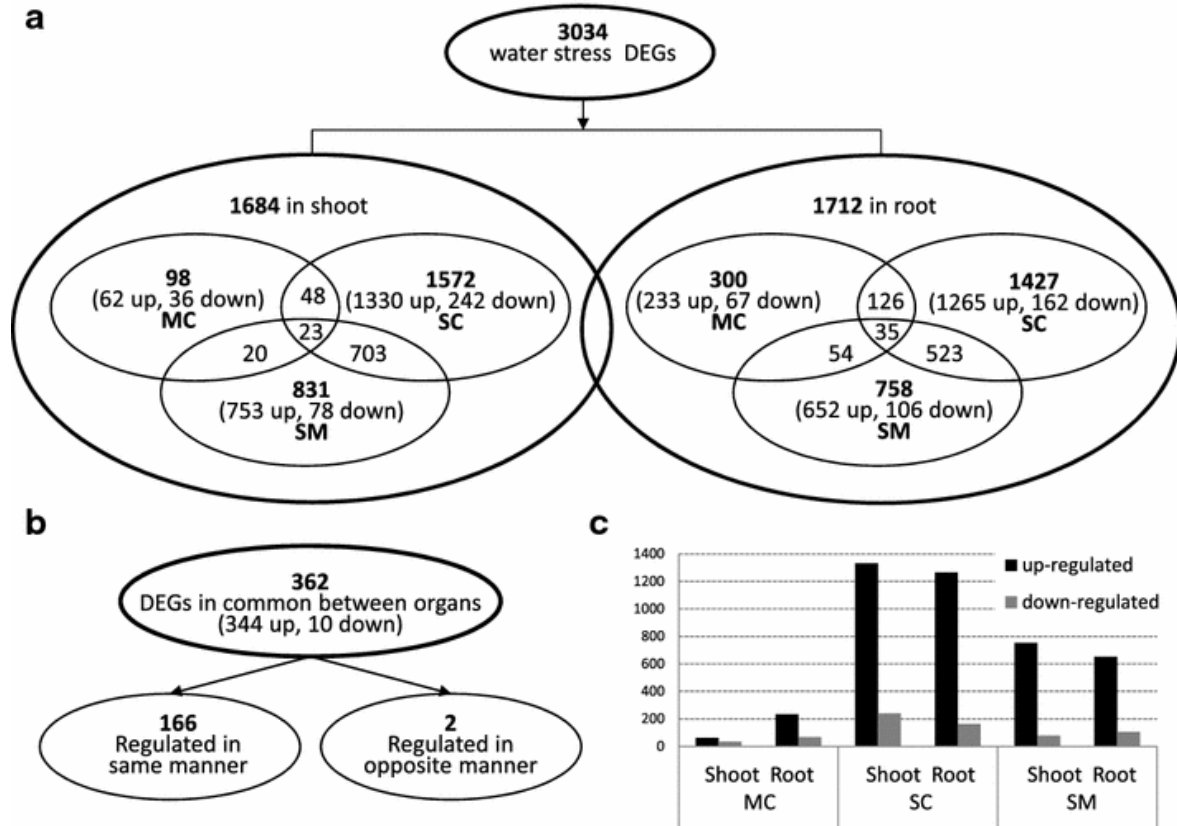 a
3034
water stress DEGs
1684 in shoot
98
(62 up, 36 down)
MC
48
1572
(1330 up, 242 down)
SC
23
20
703
831
(753 up, 78 down)
SM
1712 in root
300
(233 up, 67 down)
MC
126
1427
(1265 up, 162 down)
SC
35
54
523
758
(652 up, 106 down)
SM
b
362
DEGs in common between organs
(344 up, 10 down)
166
Regulated in
same manner
2
Regulated in
opposite manner
c
1400
1200
1000
800
600
400
200
0
up-regulated
down-regulated
Shoot Root Shoot Root Shoot Root
MC SC SM